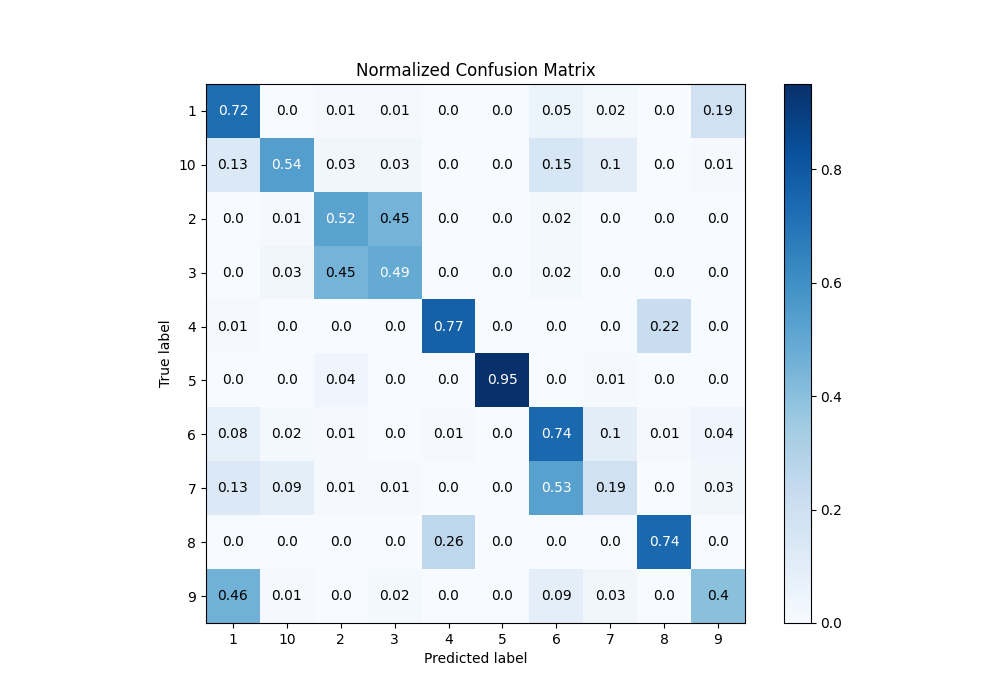 Normalized Confusion Matrix
1 0.72 0.0 0.01 0.01 0.0 0.0 0.05 0.02 0.0 0.19
10 0.13 0.54 0.03 0.03 0.0 0.0 0.15 0.1 0.0 0.01
2 0.0 0.01 0.52 0.45 0.0 0.0 0.02 0.0 0.0 0.0
3 0.0 0.03 0.45 0.49 0.0 0.0 0.02 0.0 0.0 0.0
4 0.01 0.0 0.0 0.0 0.77 0.0 0.0 0.0 0.22 0.0
5 0.0 0.0 0.04 0.0 0.0 0.95 0.0 0.01 0.0 0.0
6 0.08 0.02 0.01 0.0 0.01 0.0 0.74 0.1 0.01 0.04
7 0.13 0.09 0.01 0.01 0.0 0.0 0.53 0.19 0.0 0.03
8 0.0 0.0 0.0 0.0 0.26 0.0 0.0 0.0 0.74 0.0
9 0.46 0.01 0.0 0.02 0.0 0.0 0.09 0.03 0.0 0.4
1 10 2 3 4 5 6 7 8 9
Predicted label
True label
0.8
0.6
0.4
0.2
0.0